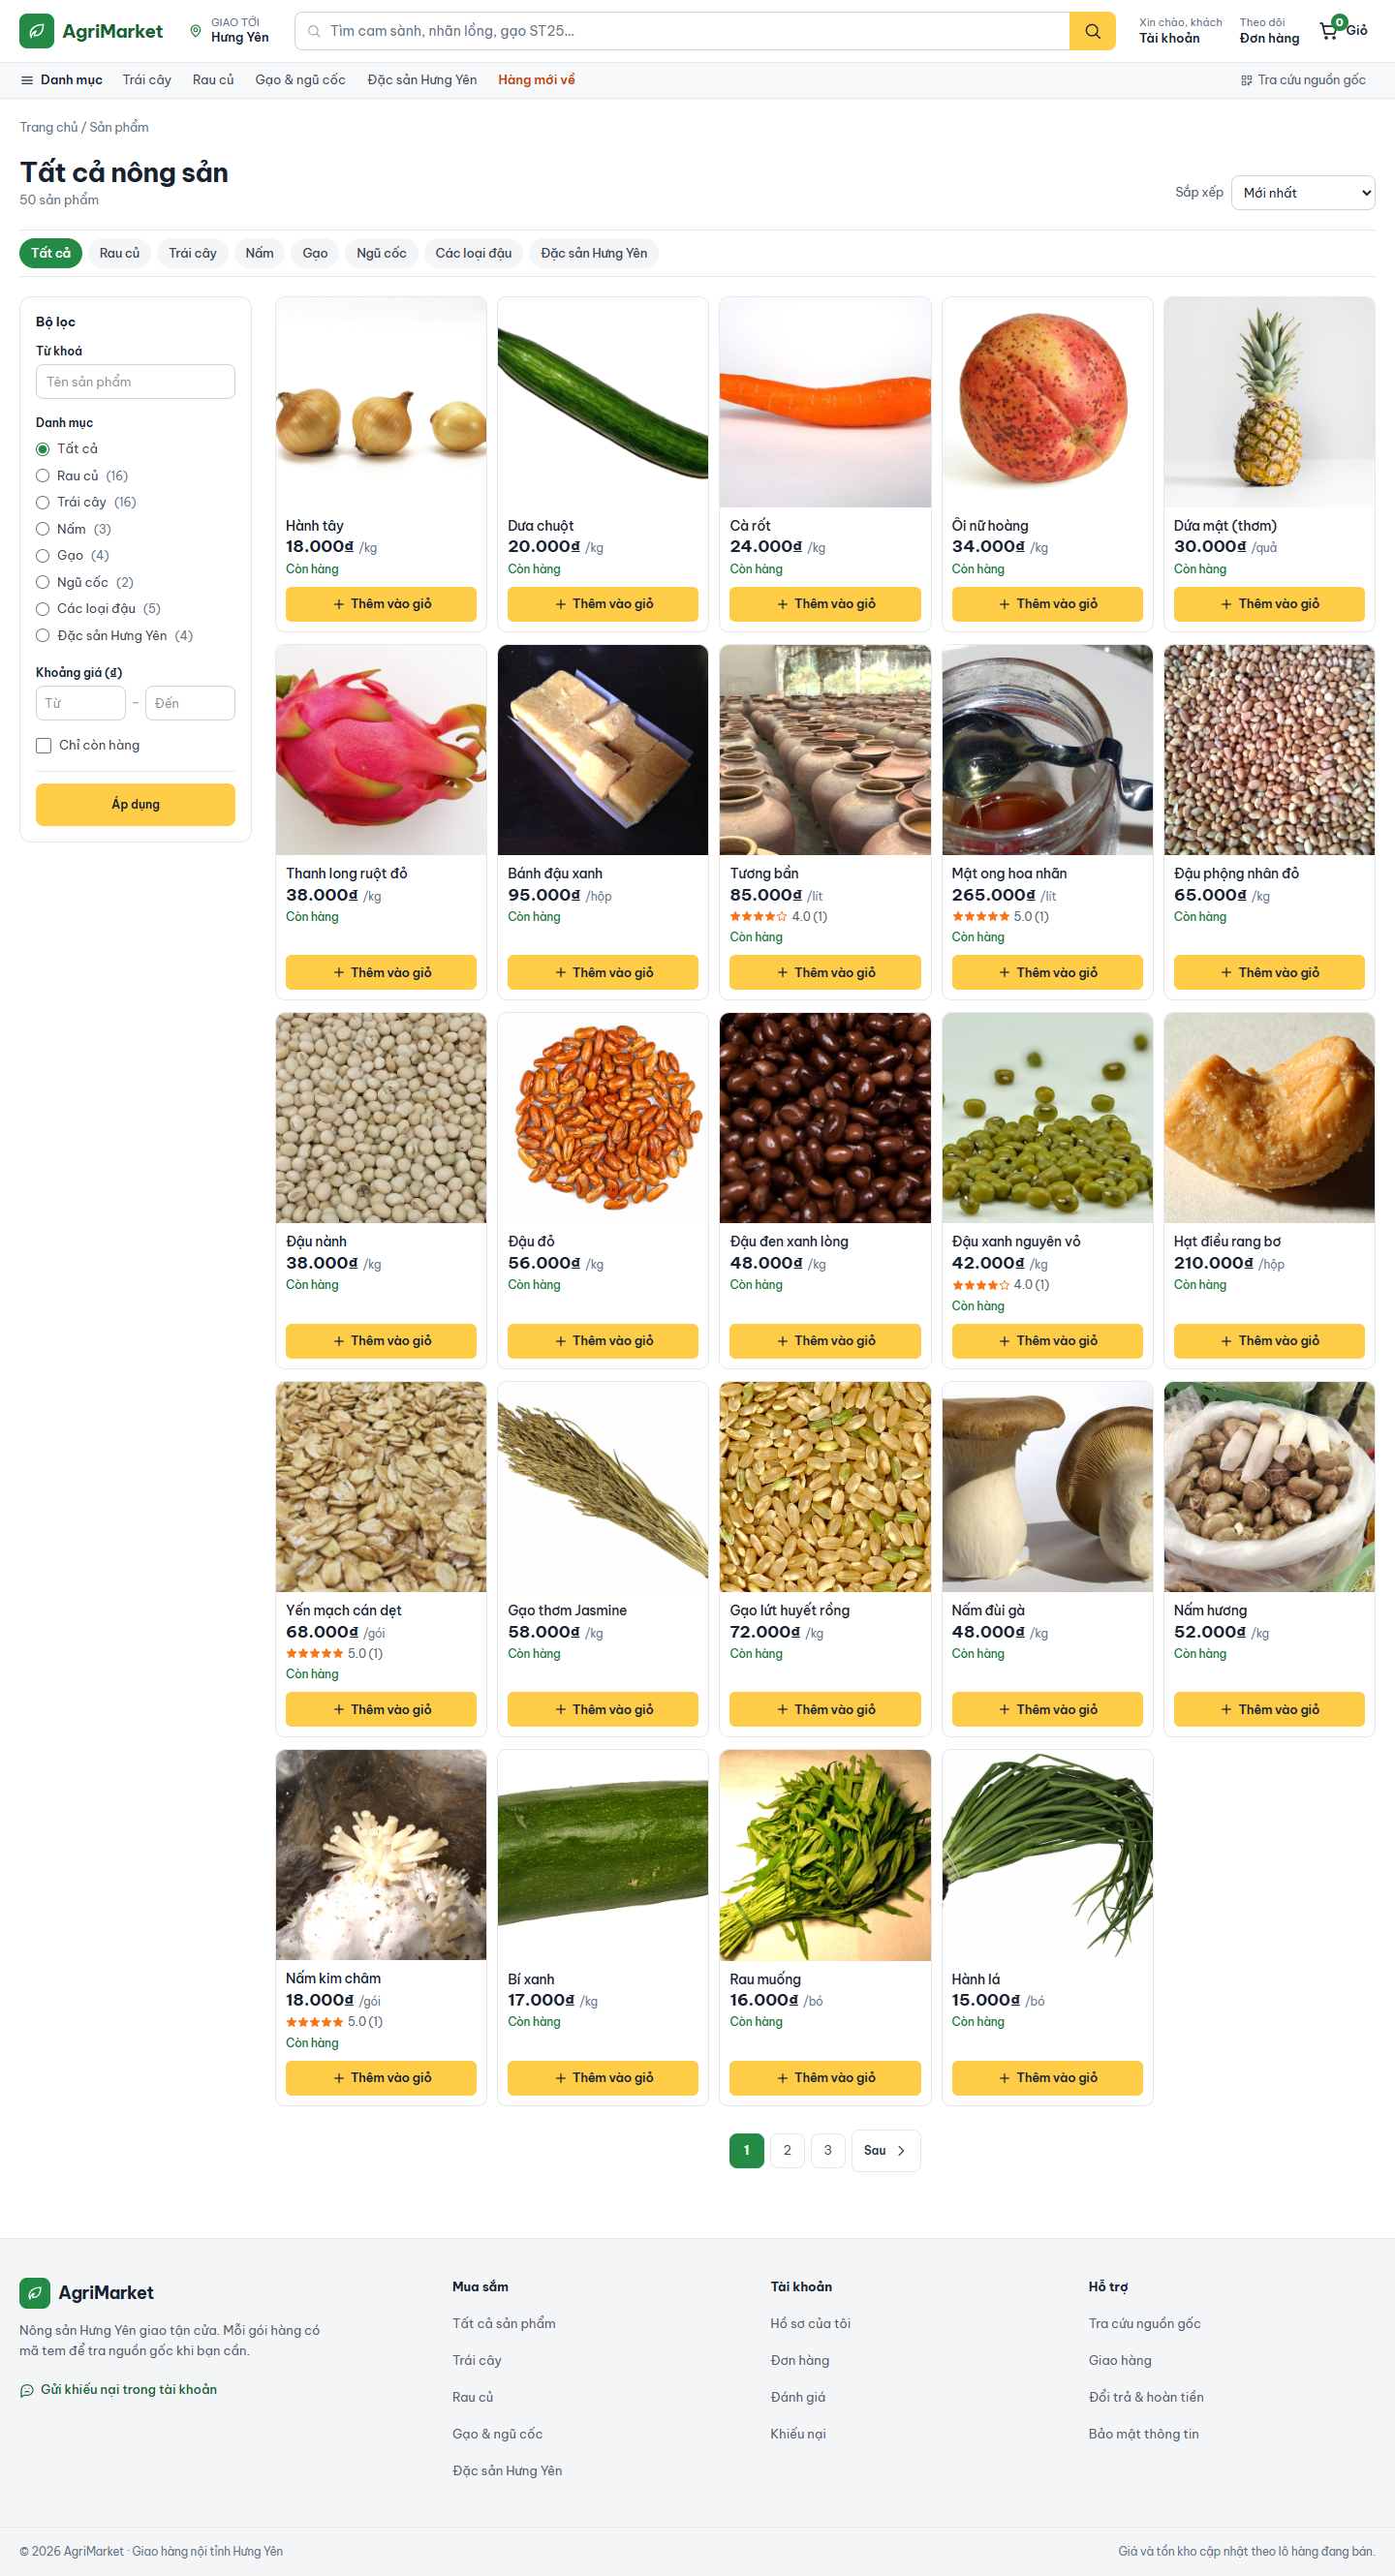 AgriMarket
GIAO TỚI
Hưng Yên
Tìm cam sành, nhãn lồng, gạo ST25...
Xin chào, khách
Tài khoản
Theo dõi
Đơn hàng
0
Giỏ
Danh mục
Trái cây
Rau củ
Gạo & ngũ cốc
Đặc sản Hưng Yên
Hàng mới về
Tra cứu nguồn gốc
Trang chủ / Sản phẩm
Tất cả nông sản
50 sản phẩm
Sắp xếp
Mới nhất
Tất cả
Rau củ
Trái cây
Nấm
Gạo
Ngũ cốc
Các loại đậu
Đặc sản Hưng Yên
Bộ lọc
Từ khoá
Tên sản phẩm
Danh mục
Tất cả
Rau củ (16)
Trái cây (16)
Nấm (3)
Gạo (4)
Ngũ cốc (2)
Các loại đậu (5)
Đặc sản Hưng Yên (4)
Khoảng giá (₫)
Từ – Đến
Chỉ còn hàng
Áp dụng
Hành tây
18.000₫ /kg
Còn hàng
+ Thêm vào giỏ
Dưa chuột
20.000₫ /kg
Còn hàng
+ Thêm vào giỏ
Cà rốt
24.000₫ /kg
Còn hàng
+ Thêm vào giỏ
Ổi nữ hoàng
34.000₫ /kg
Còn hàng
+ Thêm vào giỏ
Dứa mật (thơm)
30.000₫ /quả
Còn hàng
+ Thêm vào giỏ
Thanh long ruột đỏ
38.000₫ /kg
Còn hàng
+ Thêm vào giỏ
Bánh đậu xanh
95.000₫ /hộp
Còn hàng
+ Thêm vào giỏ
Tương bần
85.000₫ /lít
★★★★☆ 4.0 (1)
Còn hàng
+ Thêm vào giỏ
Mật ong hoa nhãn
265.000₫ /lít
★★★★★ 5.0 (1)
Còn hàng
+ Thêm vào giỏ
Đậu phộng nhân đỏ
65.000₫ /kg
Còn hàng
+ Thêm vào giỏ
Đậu nành
38.000₫ /kg
Còn hàng
+ Thêm vào giỏ
Đậu đỏ
56.000₫ /kg
Còn hàng
+ Thêm vào giỏ
Đậu đen xanh lòng
48.000₫ /kg
Còn hàng
+ Thêm vào giỏ
Đậu xanh nguyên vỏ
42.000₫ /kg
★★★★☆ 4.0 (1)
Còn hàng
+ Thêm vào giỏ
Hạt điều rang bơ
210.000₫ /hộp
Còn hàng
+ Thêm vào giỏ
Yến mạch cán dẹt
68.000₫ /gói
★★★★★ 5.0 (1)
Còn hàng
+ Thêm vào giỏ
Gạo thơm Jasmine
58.000₫ /kg
Còn hàng
+ Thêm vào giỏ
Gạo lứt huyết rồng
72.000₫ /kg
Còn hàng
+ Thêm vào giỏ
Nấm đùi gà
48.000₫ /kg
Còn hàng
+ Thêm vào giỏ
Nấm hương
52.000₫ /kg
Còn hàng
+ Thêm vào giỏ
Nấm kim châm
18.000₫ /gói
★★★★★ 5.0 (1)
Còn hàng
+ Thêm vào giỏ
Bí xanh
17.000₫ /kg
Còn hàng
+ Thêm vào giỏ
Rau muống
16.000₫ /bó
Còn hàng
+ Thêm vào giỏ
Hành lá
15.000₫ /bó
Còn hàng
+ Thêm vào giỏ
1 2 3 Sau
AgriMarket
Nông sản Hưng Yên giao tận cửa. Mỗi gói hàng có
mã tem để tra nguồn gốc khi bạn cần.
Gửi khiếu nại trong tài khoản
Mua sắm
Tất cả sản phẩm
Trái cây
Rau củ
Gạo & ngũ cốc
Đặc sản Hưng Yên
Tài khoản
Hồ sơ của tôi
Đơn hàng
Đánh giá
Khiếu nại
Hỗ trợ
Tra cứu nguồn gốc
Giao hàng
Đổi trả & hoàn tiền
Bảo mật thông tin
© 2026 AgriMarket · Giao hàng nội tỉnh Hưng Yên
Giá và tồn kho cập nhật theo lô hàng đang bán.